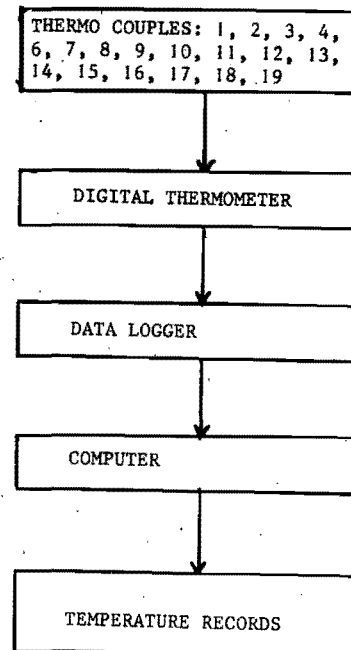 THERMO COUPLES: 1, 2, 3, 4,
6, 7, 8, 9, 10, 11, 12, 13,
14, 15, 16, 17, 18, 19
DIGITAL THERMOMETER
DATA LOGGER
COMPUTER
TEMPERATURE RECORDS